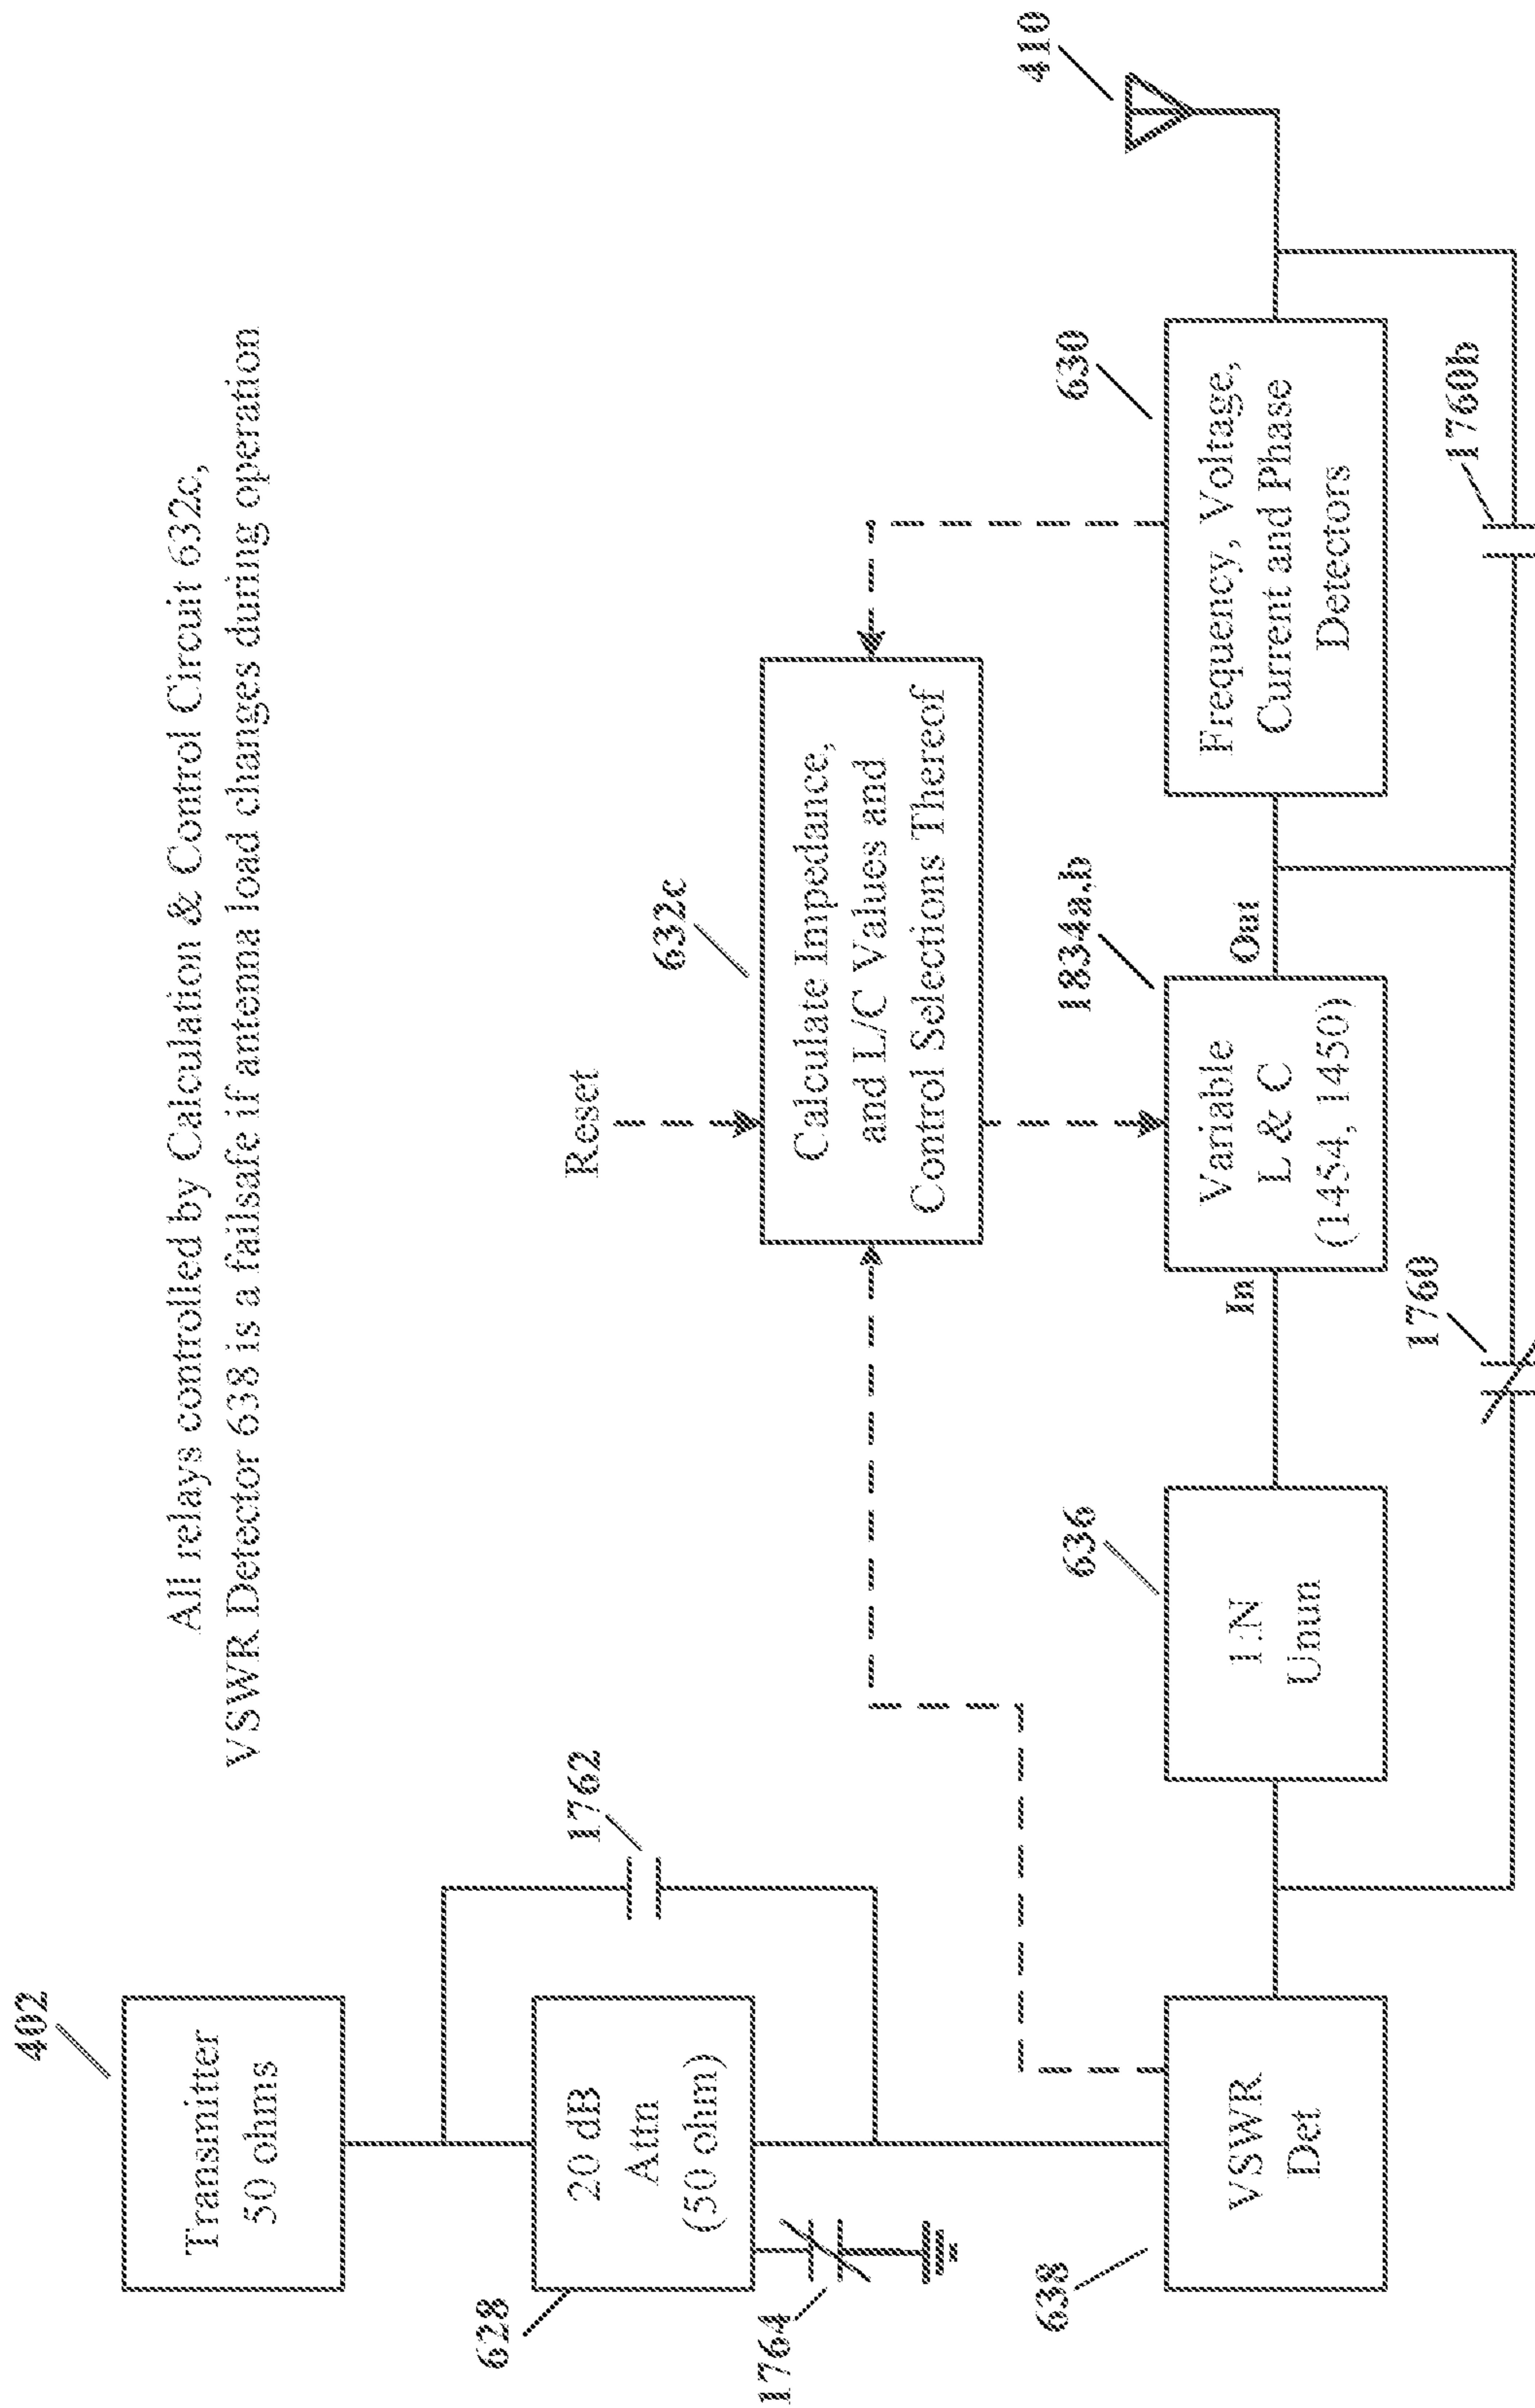 All relays controlled by Calculation & Control Circuit 632c,
VSWR Detector 638 is a failsafe if antenna load changes during operation
402
Transmitter
50 ohms
628
20 dB
Attn
(50 ohm)
1762
1764
638
VSWR
Det
636
1:N
Unun
Reset
632c
Calculate Impedance,
and L/C Values and
Control Selections Thereof
1834a,b
In
Variable
L & C
(1454, 1450)
Out
630
Frequency, Voltage,
Current and Phase
Detectors
410
1760
1760b